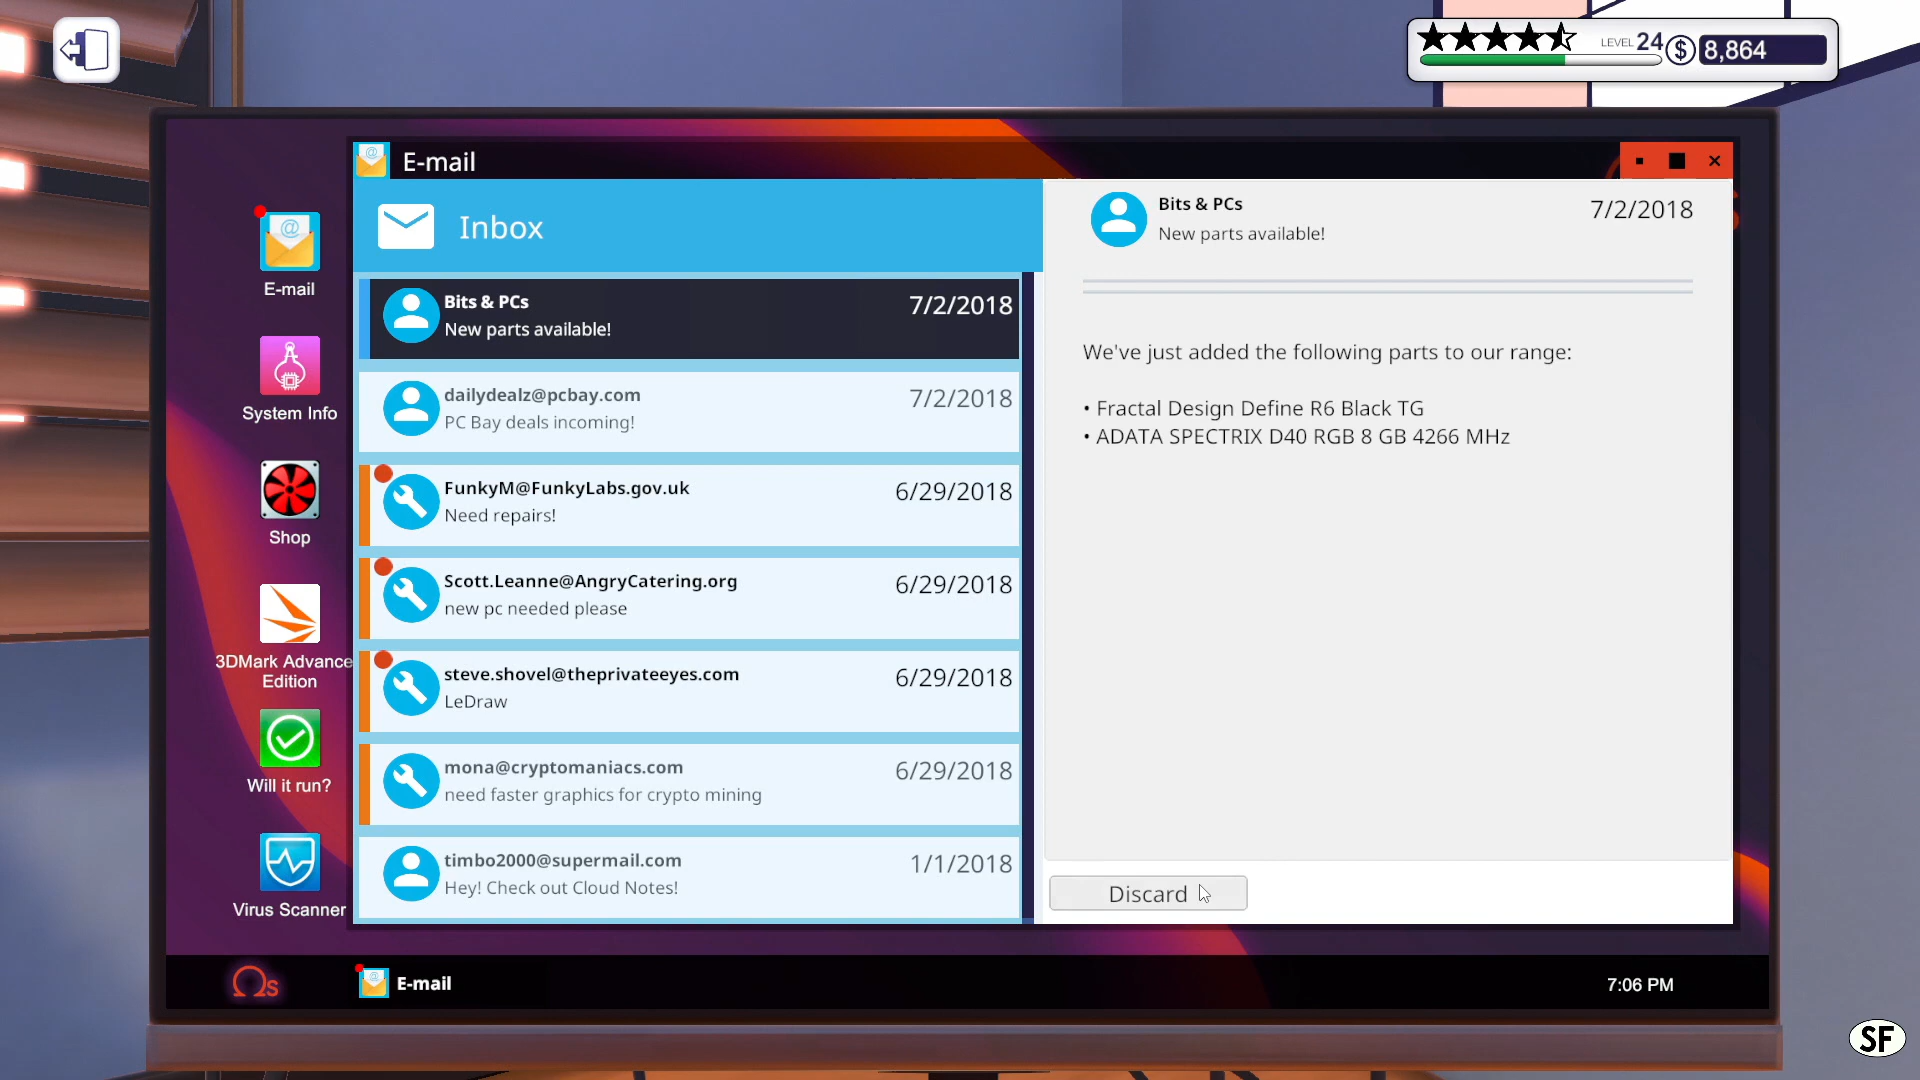 LEVEL 24 $ 8,864
E-mail
Inbox
Bits & PCs
New parts available!
7/2/2018
dailydealz@pcbay.com
PC Bay deals incoming!
7/2/2018
FunkyM@FunkyLabs.gov.uk
Need repairs!
6/29/2018
Scott.Leanne@AngryCatering.org
new pc needed please
6/29/2018
steve.shovel@theprivateeyes.com
LeDraw
6/29/2018
mona@cryptomaniacs.com
need faster graphics for crypto mining
6/29/2018
timbo2000@supermail.com
Hey! Check out Cloud Notes!
1/1/2018
Bits & PCs
New parts available!
7/2/2018
We've just added the following parts to our range:
• Fractal Design Define R6 Black TG
• ADATA SPECTRIX D40 RGB 8 GB 4266 MHz
Discard
E-mail
System Info
Shop
3DMark Advance
Edition
Will it run?
Virus Scanner
Ωs
E-mail
7:06 PM
SF